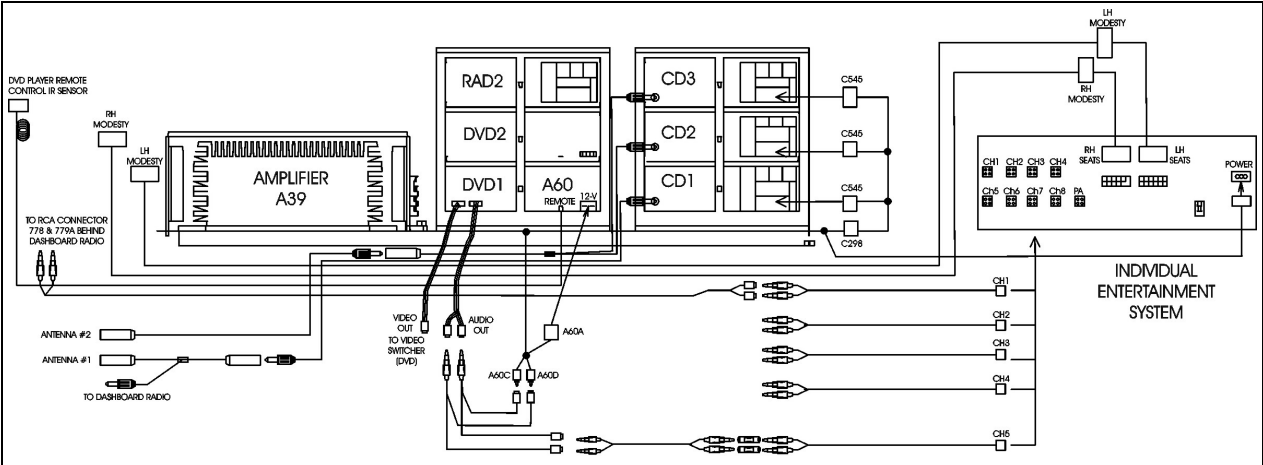 DVD PLAYER REMOTE
CONTROL IR SENSOR
RH
MODESTY
LH
MODESTY
TO RCA CONNECTOR
778 & 779A BEHIND
DASHBOARD RADIO
AMPLIFIER
A39
RAD2
DVD2
DVD1
A60
REMOTE
12-V
CD3
CD2
CD1
C545
C545
C545
C298
LH
MODESTY
RH
MODESTY
RH
SEATS
LH
SEATS
POWER
CH1 CH2 CH3 CH4
Ch5 Ch6 Ch7 Ch8 PA
INDIVIDUAL
ENTERTAINMENT
SYSTEM
ANTENNA #2
ANTENNA #1
TO DASHBOARD RADIO
VIDEO
OUT
TO VIDEO
SWITCHER
(DVD)
AUDIO
OUT
A60A
A60C
A60D
CH1
CH2
CH3
CH4
CH5